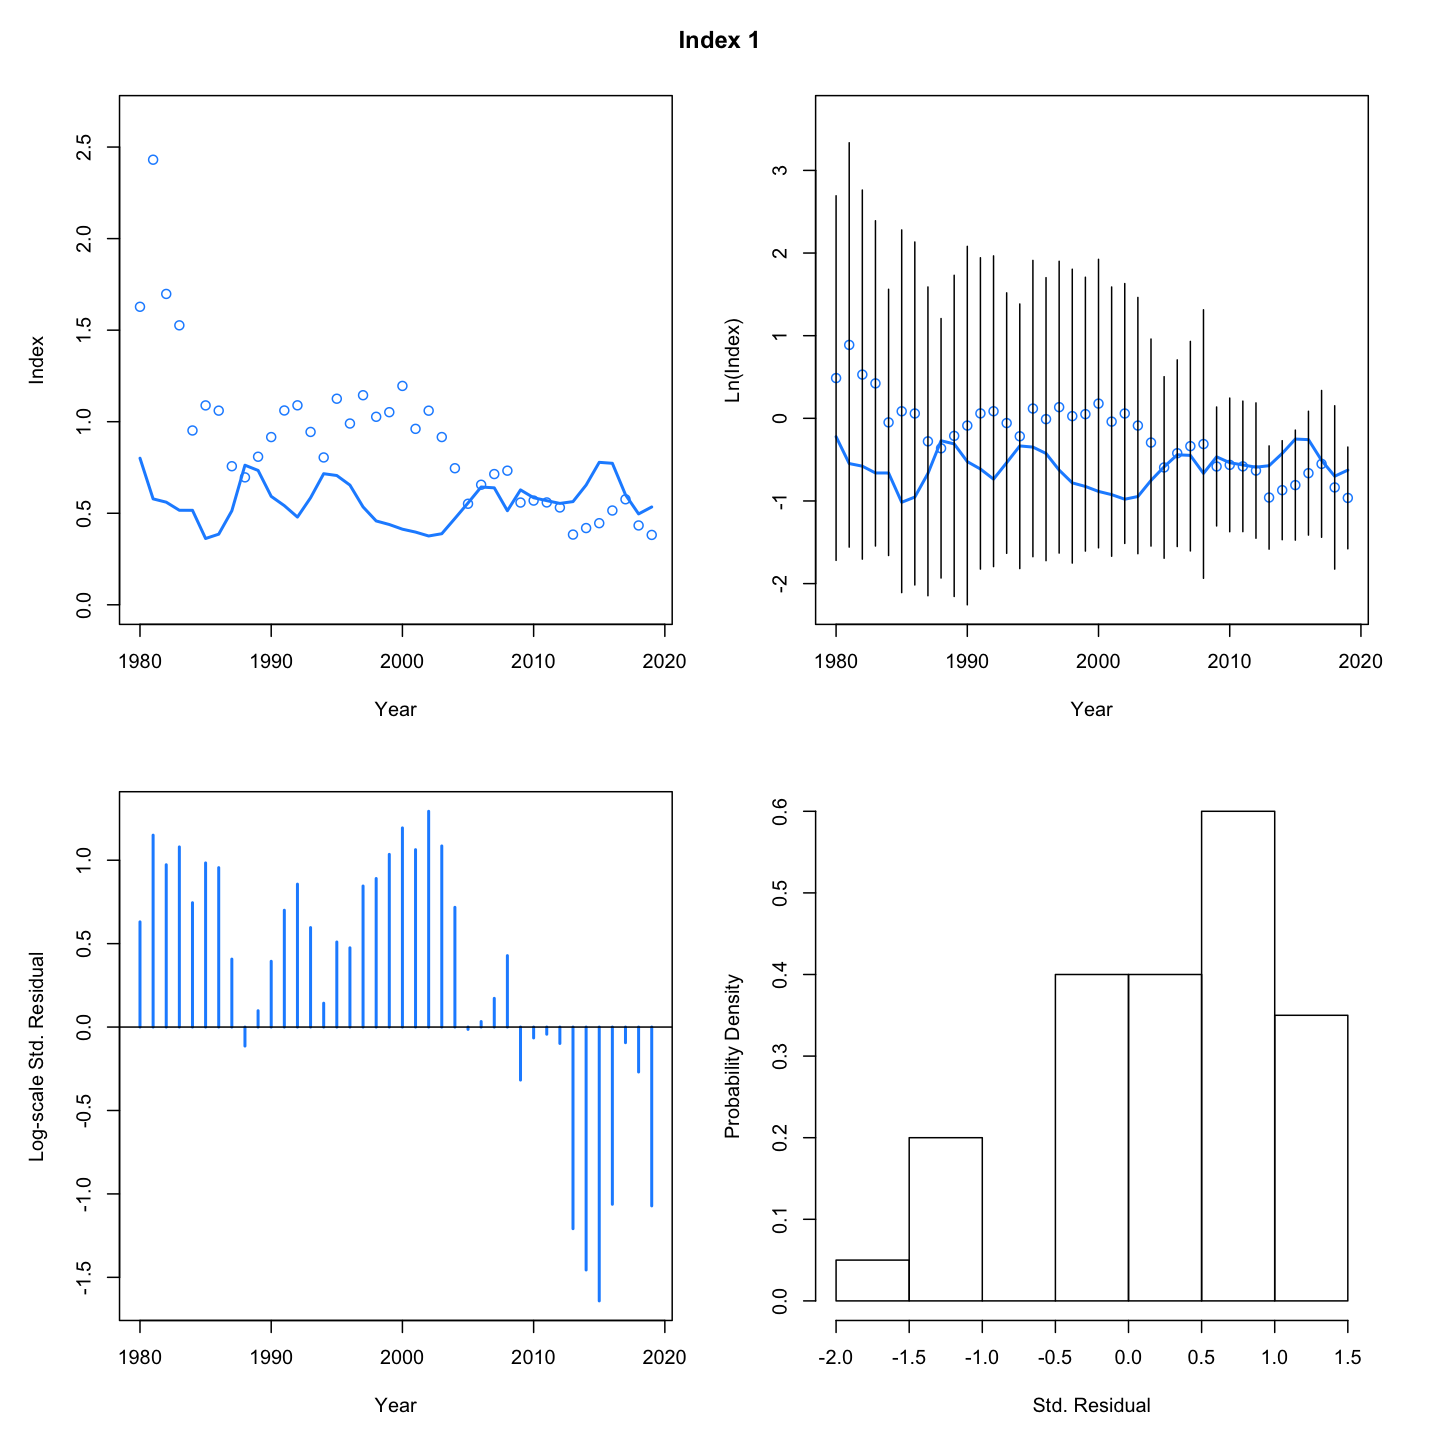 Index 1
Index
0.0 0.5 1.0 1.5 2.0 2.5
1980 1990 2000 2010 2020
Year
Ln(Index)
-2 -1 0 1 2 3
1980 1990 2000 2010 2020
Year
Log-scale Std. Residual
-1.5 -1.0 -0.5 0.0 0.5 1.0
1980 1990 2000 2010 2020
Year
Probability Density
0.0 0.1 0.2 0.3 0.4 0.5 0.6
-2.0 -1.5 -1.0 -0.5 0.0 0.5 1.0 1.5
Std. Residual